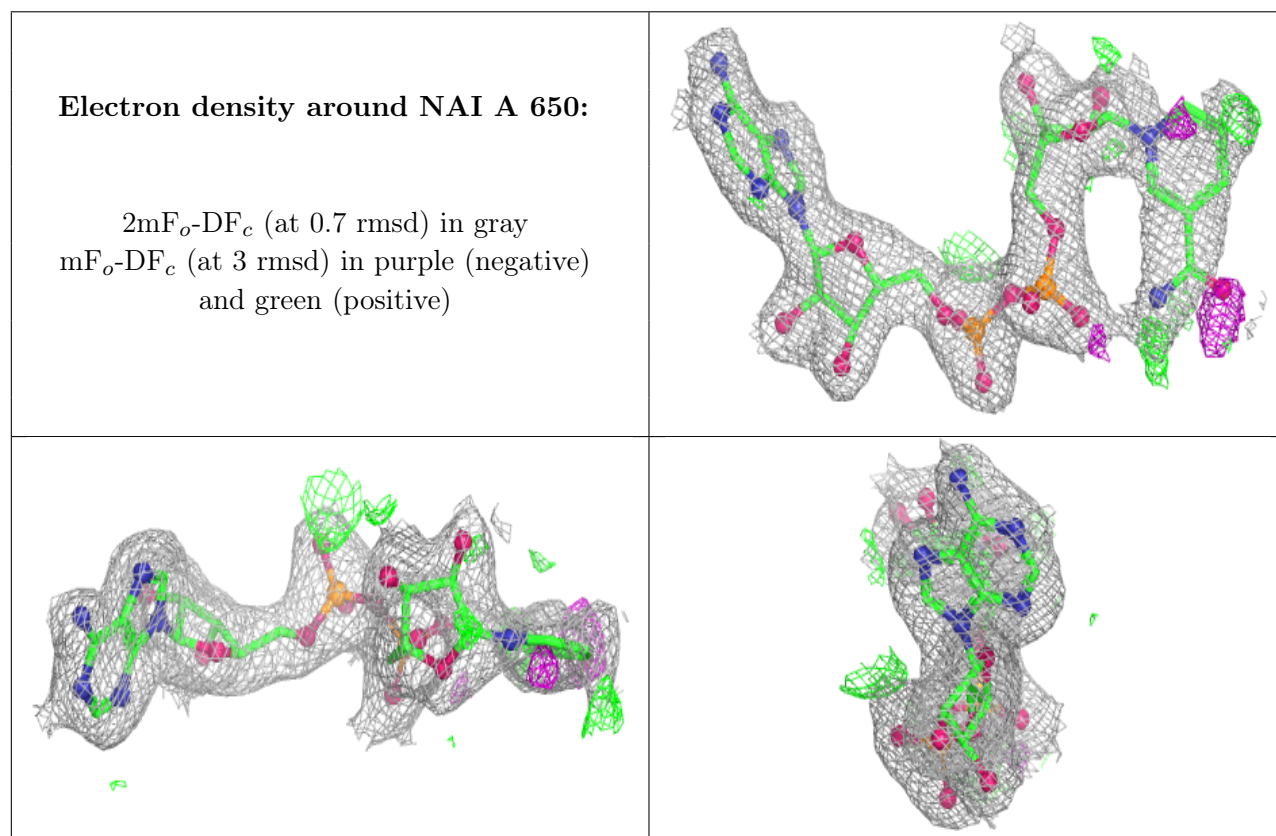 Electron density around NAI A 650:
2mFo-DFc (at 0.7 rmsd) in gray
mFo-DFc (at 3 rmsd) in purple (negative)
and green (positive)